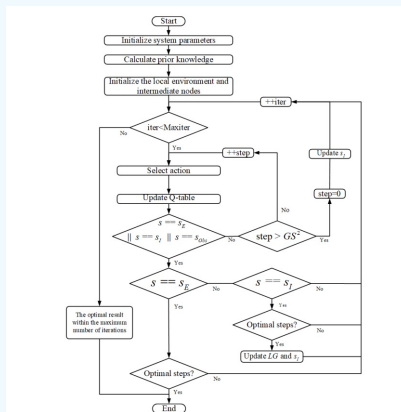 Start
Initialize system parameters
Calculate prior knowledge
Initialize the local environment and
intermediate nodes
++iter
iter<Maxiter
No
Yes
++step
Update s_I
Select action
step=0
Update Q-table
No
s == s_E
|| s == s_I || s == s_Obs
No
step > GS²
Yes
Yes
s == s_E
No
s == s_I
No
Yes
Yes
The optimal result
within the maximum
number of iterations
Optimal steps?
No
Yes
Update LG and s_I
Optimal steps?
No
Yes
End